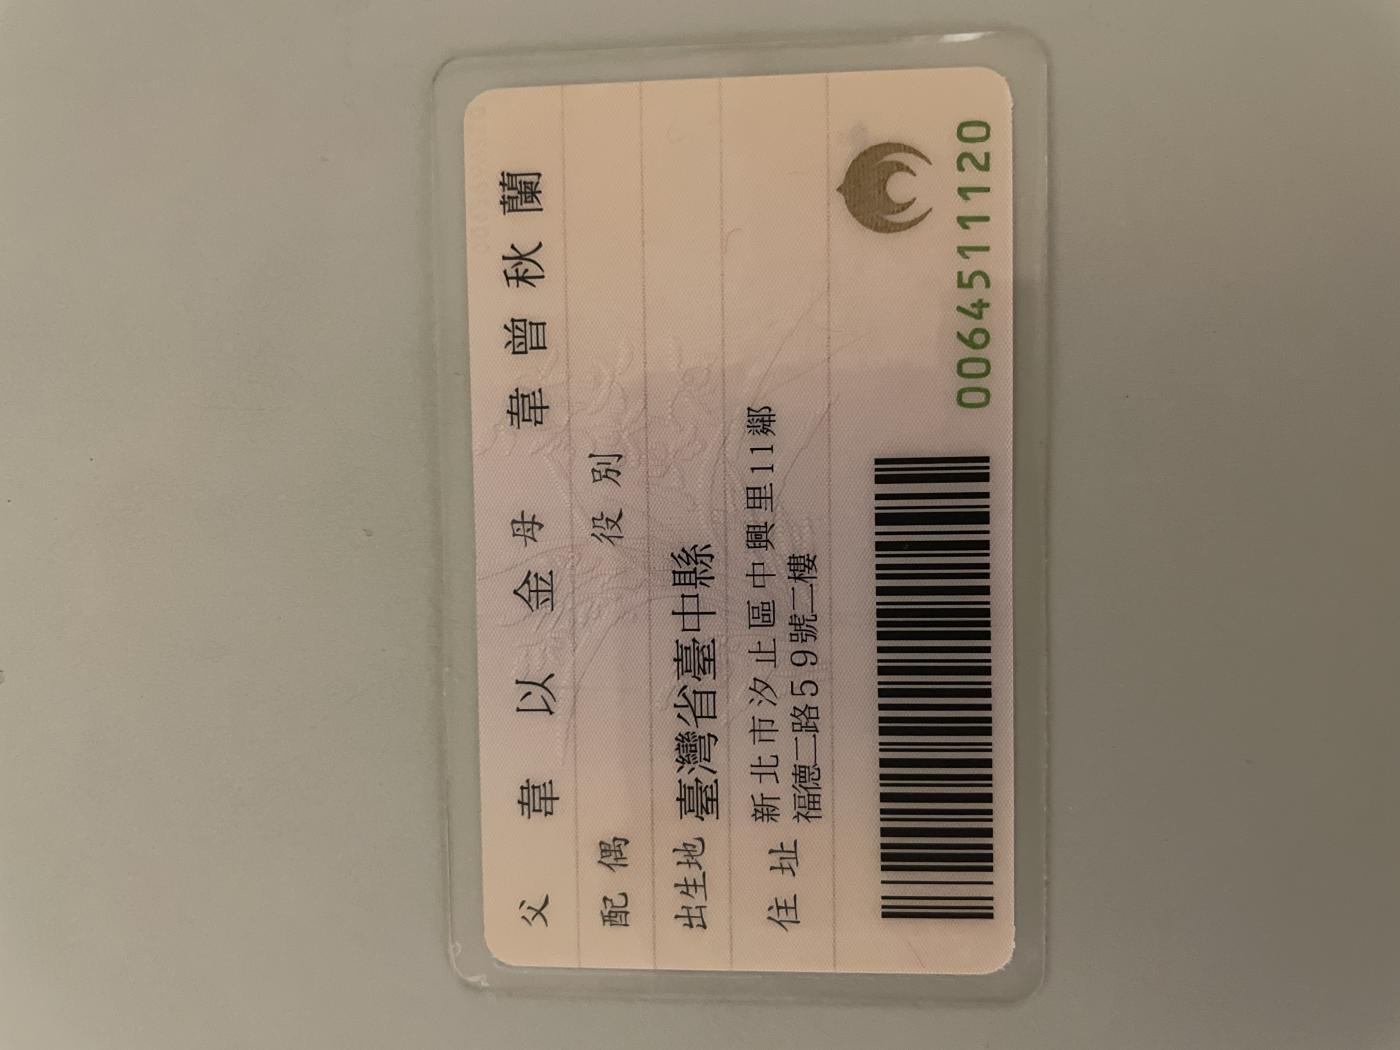 父 韋 以 金 母 韋 曾 秋 蘭
配 偶 役 別
出生地 臺灣省臺中縣
住 址 新北市汐止區中興里11鄰
福德二路59號二樓
0064511120